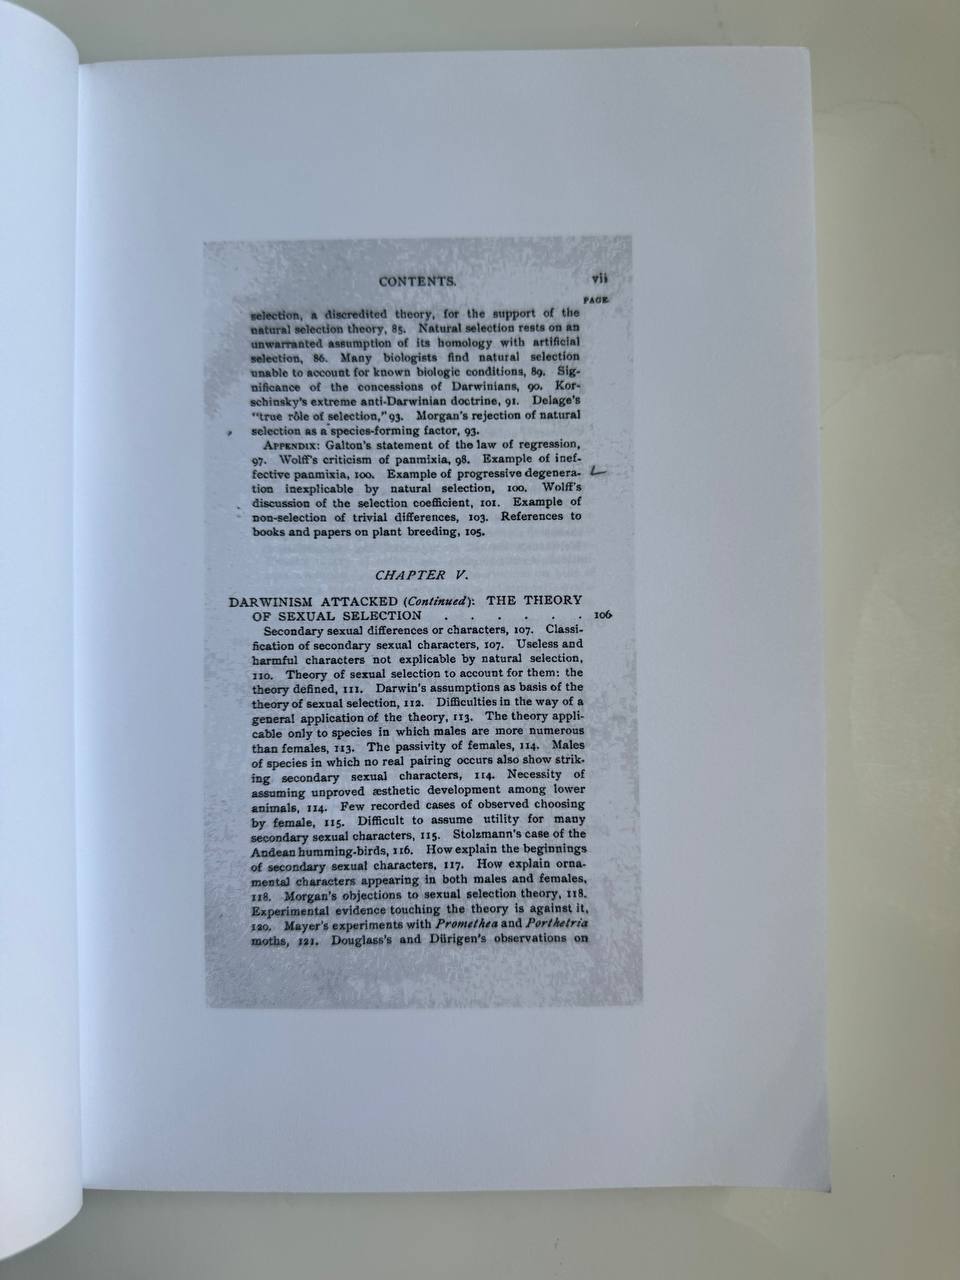 CONTENTS. vii
PAGE
selection, a discredited theory, for the support of the
natural selection theory, 85. Natural selection rests on an
unwarranted assumption of its homology with artificial
selection, 86. Many biologists find natural selection
unable to account for known biologic conditions, 89. Sig-
nificance of the concessions of Darwinians, 90. Kor-
schinsky's extreme anti-Darwinian doctrine, 91. Delage's
"true rôle of selection," 93. Morgan's rejection of natural
selection as a species-forming factor, 93.
APPENDIX: Galton's statement of the law of regression,
97. Wolff's criticism of panmixia, 98. Example of inef-
fective panmixia, 100. Example of progressive degenera-
tion inexplicable by natural selection, 100. Wolff's
discussion of the selection coefficient, 101. Example of
non-selection of trivial differences, 103. References to
books and papers on plant breeding, 105.
CHAPTER V.
DARWINISM ATTACKED (Continued): THE THEORY
OF SEXUAL SELECTION . . . . . . 106
Secondary sexual differences or characters, 107. Classi-
fication of secondary sexual characters, 107. Useless and
harmful characters not explicable by natural selection,
110. Theory of sexual selection to account for them: the
theory defined, 111. Darwin's assumptions as basis of the
theory of sexual selection, 112. Difficulties in the way of a
general application of the theory, 113. The theory appli-
cable only to species in which males are more numerous
than females, 113. The passivity of females, 114. Males
of species in which no real pairing occurs also show strik-
ing secondary sexual characters, 114. Necessity of
assuming unproved æsthetic development among lower
animals, 114. Few recorded cases of observed choosing
by female, 115. Difficult to assume utility for many
secondary sexual characters, 115. Stolzmann's case of the
Andean humming-birds, 116. How explain the beginnings
of secondary sexual characters, 117. How explain orna-
mental characters appearing in both males and females,
118. Morgan's objections to sexual selection theory, 118.
Experimental evidence touching the theory is against it,
120. Mayer's experiments with Promethea and Porthetria
moths, 121. Douglass's and Dürigen's observations on